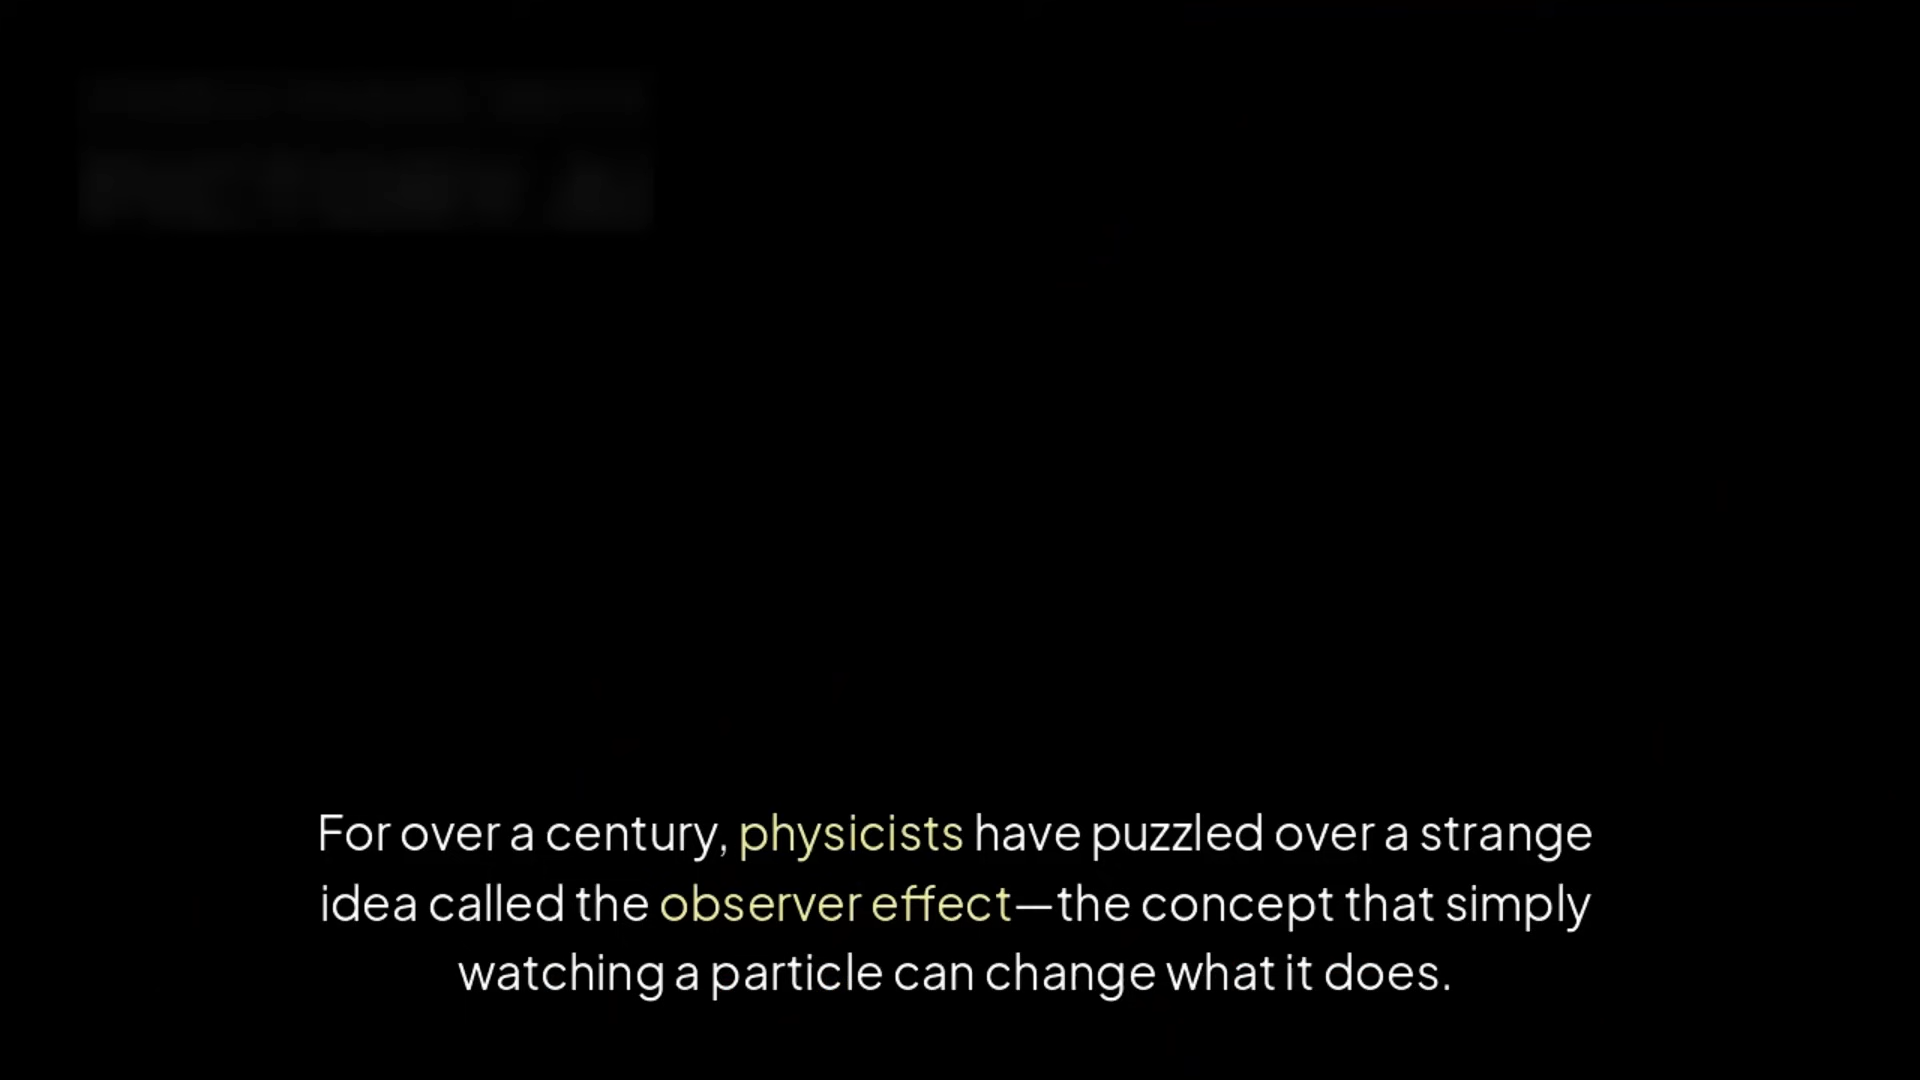 For over a century, physicists have puzzled over a strange
idea called the observer effect—the concept that simply
watching a particle can change what it does.